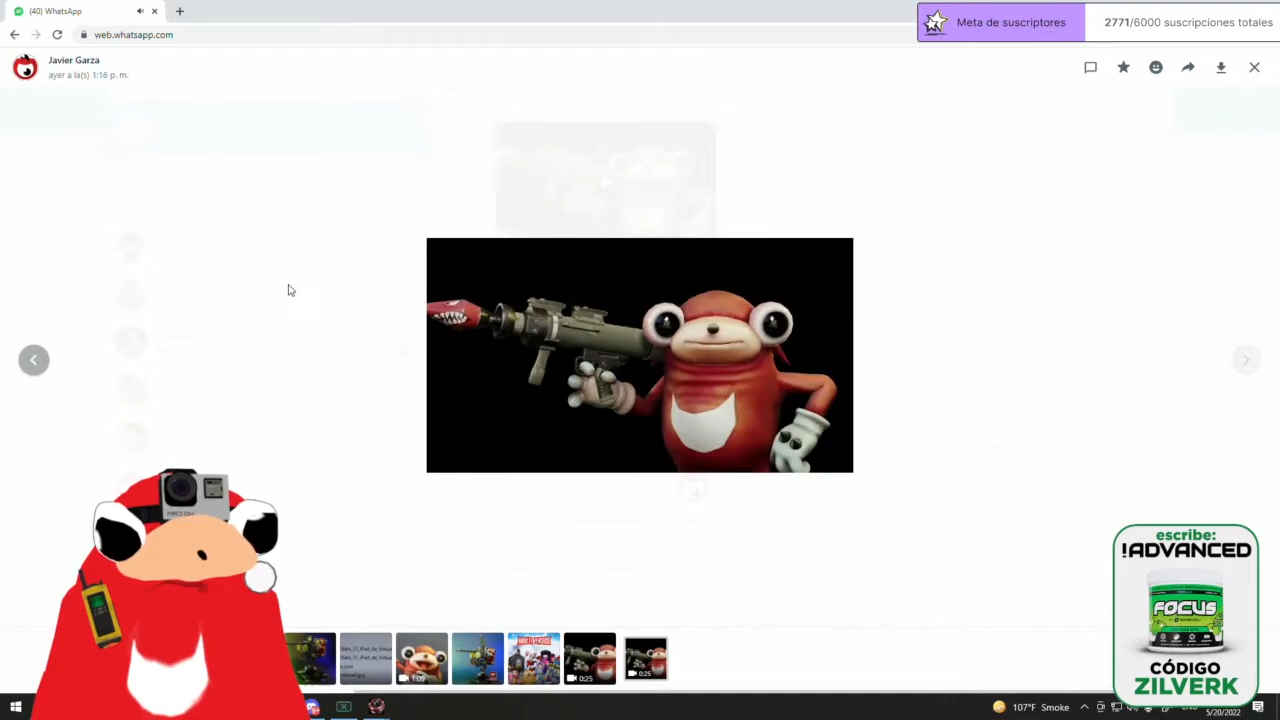 (40) WhatsApp
web.whatsapp.com
Meta de suscriptores
2771/6000 suscripciones totales
Javier Garza
ayer a la(s) 1:16 p. m.
escribe:
!ADVANCED
FOCUS
CÓDIGO
ZILVERK
1:09
0:25
0:25
107°F Smoke
5/20/2022